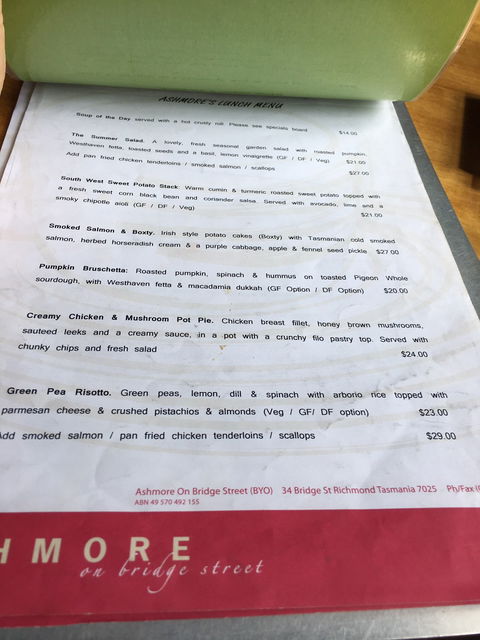 ASHMORE'S LUNCH MENU
Soup of the Day served with a hot crusty roll. Please see specials board $14.00
The Summer Salad. A lovely, fresh seasonal garden salad with roasted pumpkin,
Westhaven fetta, toasted seeds and a basil, lemon vinaigrette (GF / DF / Veg) $21.00
Add pan fried chicken tenderloins / smoked salmon / scallops $27.00
South West Sweet Potato Stack: Warm cumin & turmeric roasted sweet potato topped with
a fresh sweet corn black bean and coriander salsa. Served with avocado, lime and a
smoky chipotle aioli (GF / DF / Veg) $21.00
Smoked Salmon & Boxty. Irish style potato cakes (Boxty) with Tasmanian cold smoked
salmon, herbed horseradish cream & a purple cabbage, apple & fennel seed pickle $27.00
Pumpkin Bruschetta: Roasted pumpkin, spinach & hummus on toasted Pigeon Whole
sourdough, with Westhaven fetta & macadamia dukkah (GF Option / DF Option) $20.00
Creamy Chicken & Mushroom Pot Pie. Chicken breast fillet, honey brown mushrooms,
sauteed leeks and a creamy sauce, in a pot with a crunchy filo pastry top. Served with
chunky chips and fresh salad $24.00
Green Pea Risotto. Green peas, lemon, dill & spinach with arborio rice topped with
parmesan cheese & crushed pistachios & almonds (Veg / GF/ DF option) $23.00
Add smoked salmon / pan fried chicken tenderloins / scallops $29.00
Ashmore On Bridge Street (BYO) 34 Bridge St Richmond Tasmania 7025 Ph/Fax
ABN 49 570 492 155
HMORE
on bridge street